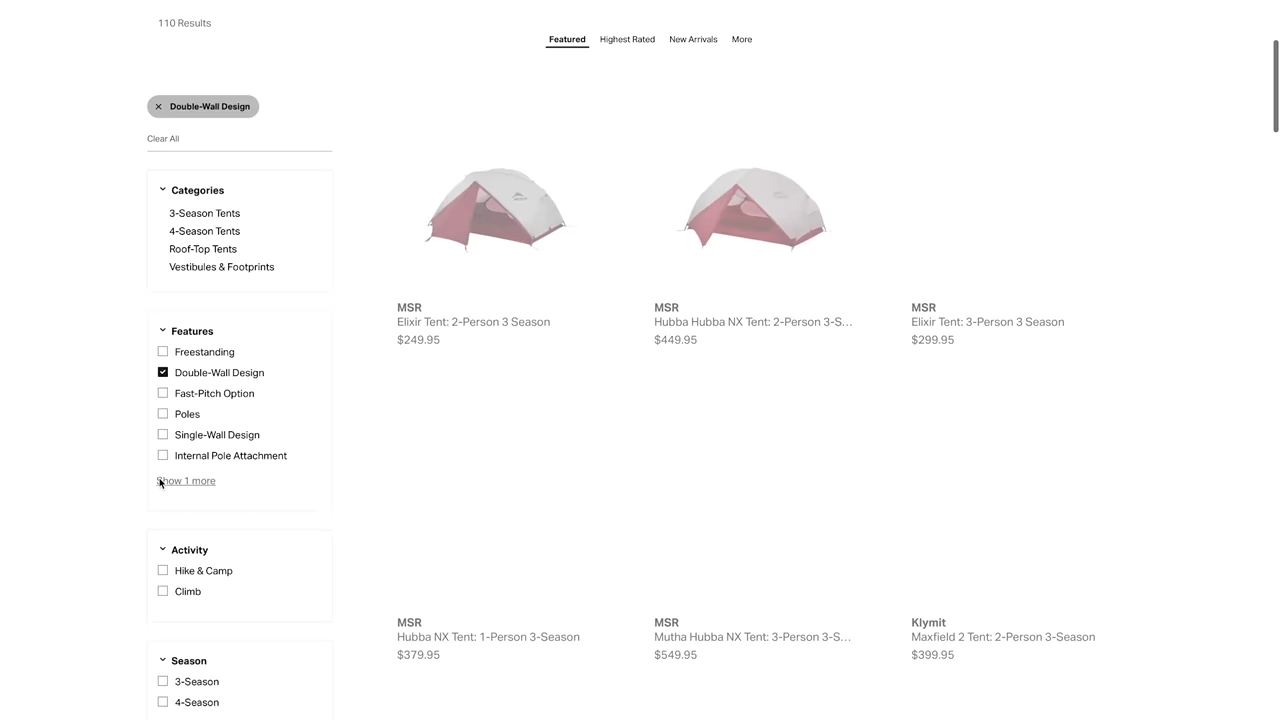 110 Results
Featured Highest Rated New Arrivals More
Double-Wall Design
Clear All
Categories
3-Season Tents
4-Season Tents
Roof-Top Tents
Vestibules & Footprints
Features
Freestanding
Double-Wall Design
Fast-Pitch Option
Poles
Single-Wall Design
Internal Pole Attachment
Show 1 more
Activity
Hike & Camp
Climb
Season
3-Season
4-Season
MSR
Elixir Tent: 2-Person 3 Season
$249.95
MSR
Hubba Hubba NX Tent: 2-Person 3-S...
$449.95
MSR
Elixir Tent: 3-Person 3 Season
$299.95
MSR
Hubba NX Tent: 1-Person 3-Season
$379.95
MSR
Mutha Hubba NX Tent: 3-Person 3-S...
$549.95
Klymit
Maxfield 2 Tent: 2-Person 3-Season
$399.95